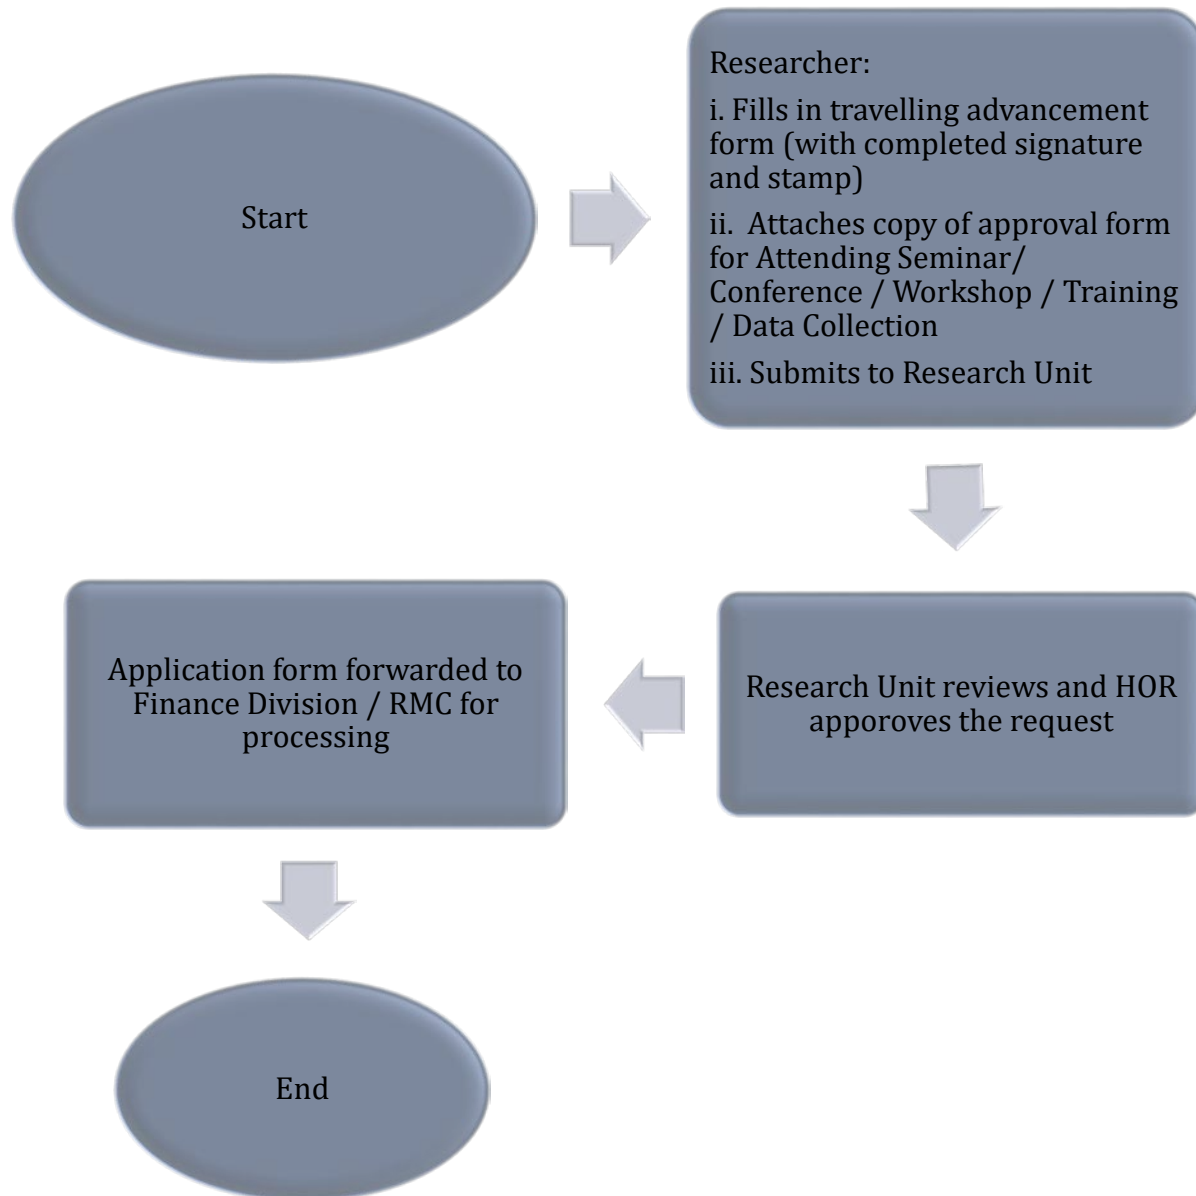 Start
Researcher:
i. Fills in travelling advancement
form (with completed signature
and stamp)
ii.  Attaches copy of approval form
for Attending Seminar/
Conference / Workshop / Training
/ Data Collection
iii. Submits to Research Unit
Research Unit reviews and HOR
apporoves the request
Application form forwarded to
Finance Division / RMC for
processing
End